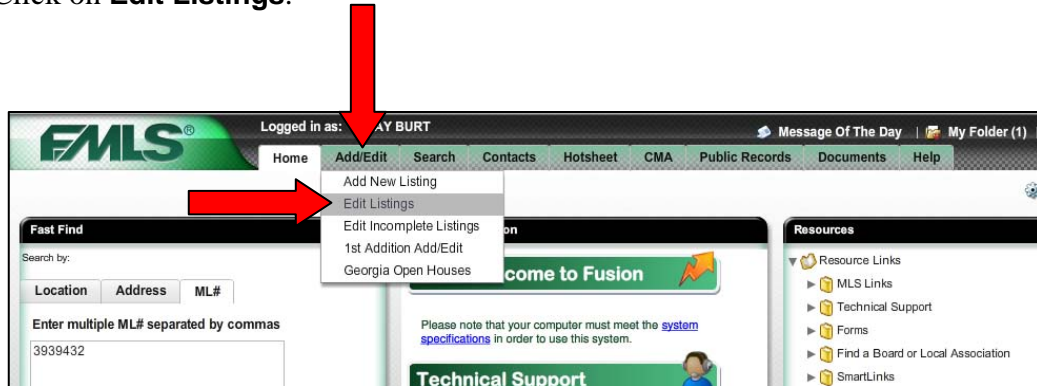 Edit Listings.
FMLS®
Logged in as: AY BURT
Message Of The Day | My Folder (1)
Home Add/Edit Search Contacts Hotsheet CMA Public Records Documents Help
Add New Listing
Edit Listings
Edit Incomplete Listings
1st Addition Add/Edit
Georgia Open Houses
Fast Find
Search by:
Location Address ML#
Enter multiple ML# separated by commas
3939432
on
come to Fusion
Please note that your computer must meet the system
specifications in order to use this system.
Technical Support
Resources
Resource Links
MLS Links
Technical Support
Forms
Find a Board or Local Association
SmartLinks